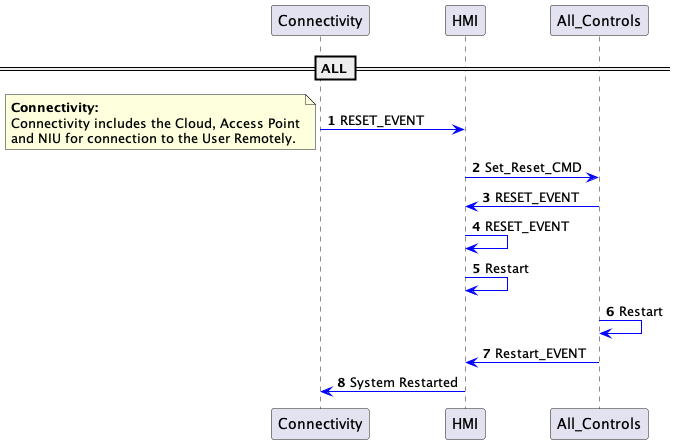 Connectivity HMI All_Controls
ALL
Connectivity:
Connectivity includes the Cloud, Access Point
and NIU for connection to the User Remotely.
1 RESET_EVENT
2 Set_Reset_CMD
3 RESET_EVENT
4 RESET_EVENT
5 Restart
6 Restart
7 Restart_EVENT
8 System Restarted
Connectivity HMI All_Controls